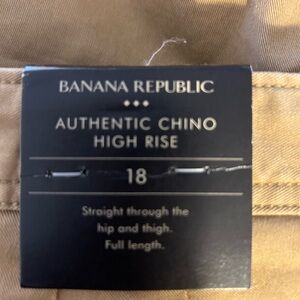 BANANA REPUBLIC
AUTHENTIC CHINO
HIGH RISE
18
Straight through the
hip and thigh.
Full length.